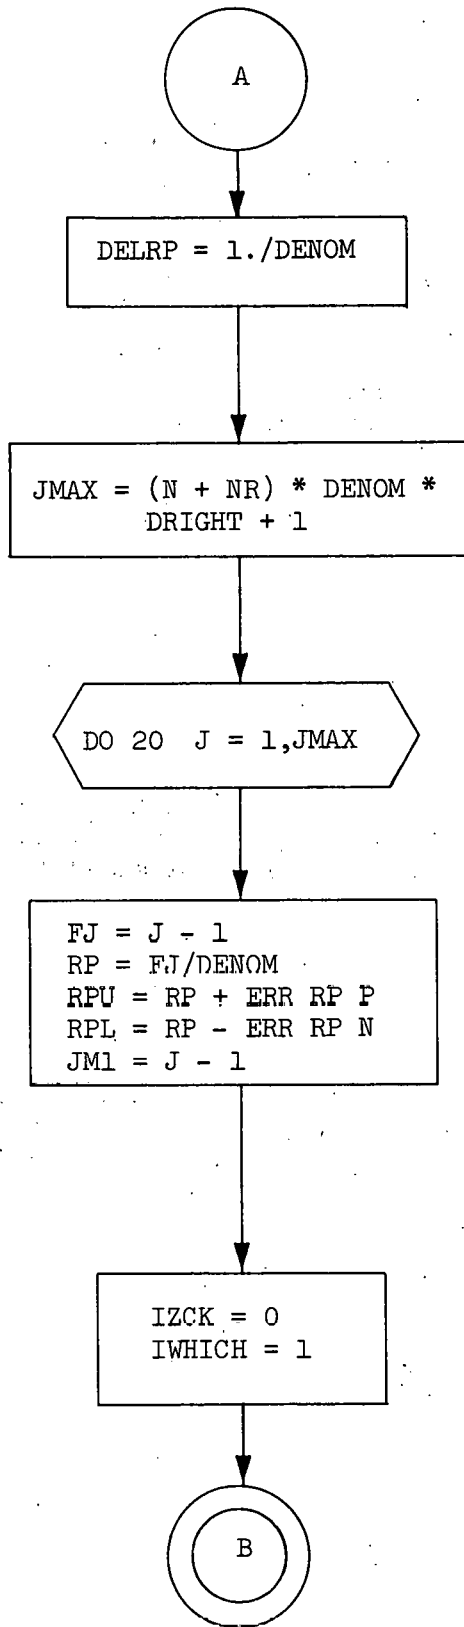 A
DELRP = 1./DENOM
JMAX = (N + NR) * DENOM *
DRIGHT + 1
DO 20 J = 1,JMAX
FJ = J - 1
RP = FJ/DENOM
RPU = RP + ERR RP P
RPL = RP - ERR RP N
JM1 = J - 1
IZCK = 0
IWHICH = 1
B